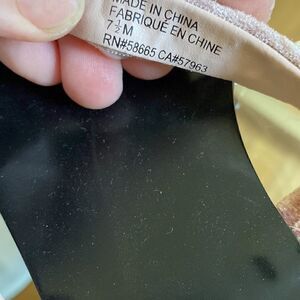 MADE IN CHINA
FABRIQUÉ EN CHINE
7 ½ M
RN#58665 CA#57963